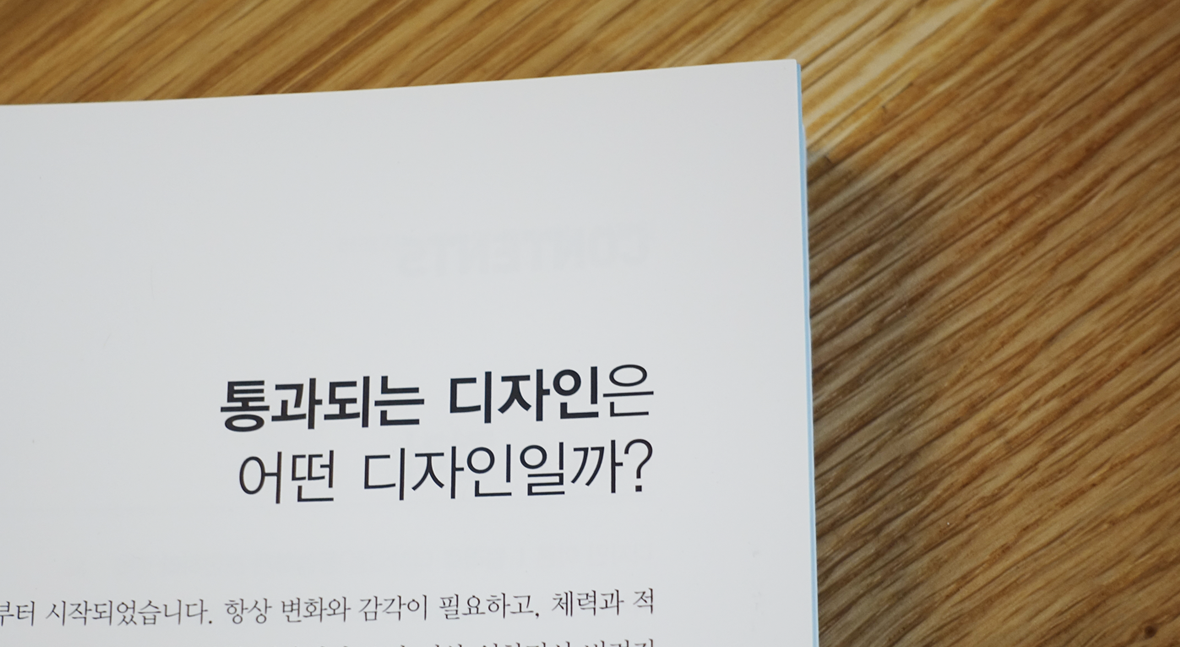 통과되는 디자인은
어떤 디자인일까?
부터 시작되었습니다. 항상 변화와 감각이 필요하고, 체력과 적